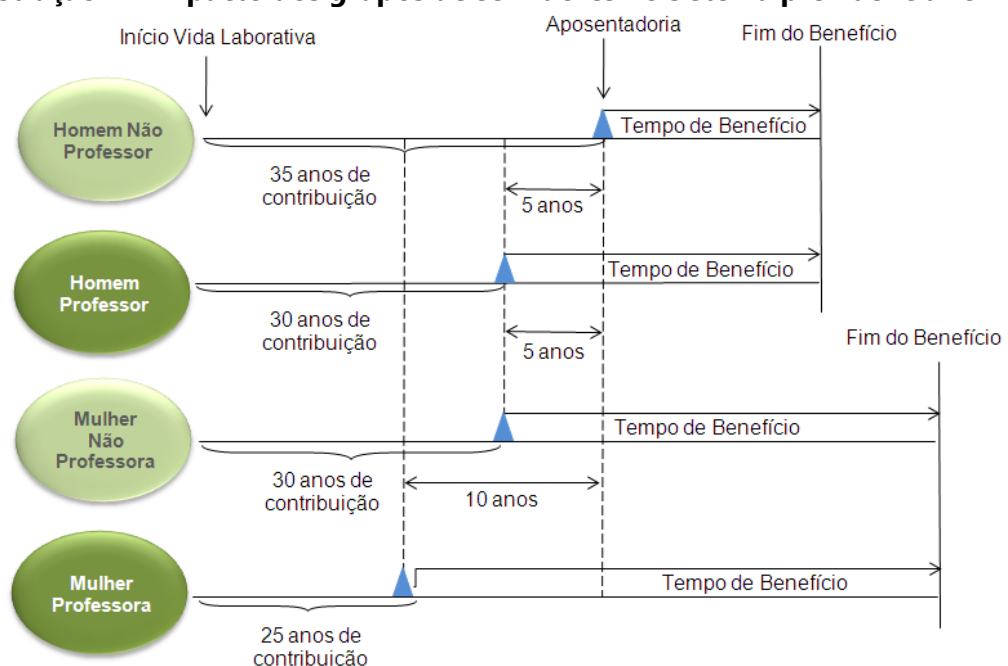 Início Vida Laborativa
Aposentadoria
Fim do Benefício
Homem Não
Professor
Tempo de Benefício
35 anos de
contribuição
5 anos
Homem
Professor
Tempo de Benefício
30 anos de
contribuição
5 anos
Fim do Benefício
Mulher
Não
Professora
Tempo de Benefício
30 anos de
contribuição
10 anos
Mulher
Professora
Tempo de Benefício
25 anos de
contribuição